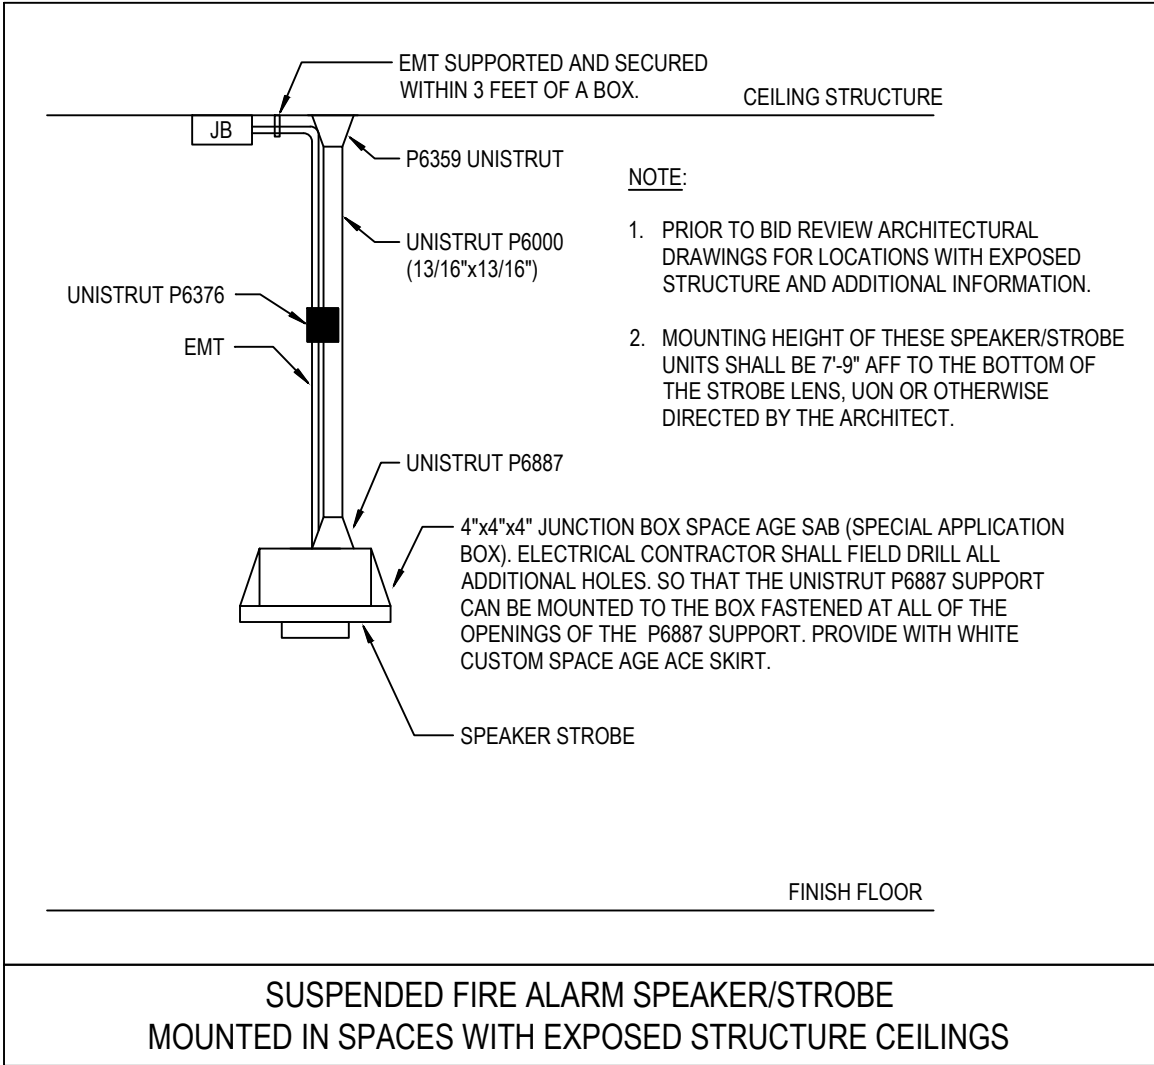 EMT SUPPORTED AND SECURED
WITHIN 3 FEET OF A BOX.
CEILING STRUCTURE
JB
P6359 UNISTRUT
NOTE:
1. PRIOR TO BID REVIEW ARCHITECTURAL
DRAWINGS FOR LOCATIONS WITH EXPOSED
STRUCTURE AND ADDITIONAL INFORMATION.
UNISTRUT P6000
(13/16"x13/16")
UNISTRUT P6376
EMT
2. MOUNTING HEIGHT OF THESE SPEAKER/STROBE
UNITS SHALL BE 7'-9" AFF TO THE BOTTOM OF
THE STROBE LENS, UON OR OTHERWISE
DIRECTED BY THE ARCHITECT.
UNISTRUT P6887
4"x4"x4" JUNCTION BOX SPACE AGE SAB (SPECIAL APPLICATION
BOX). ELECTRICAL CONTRACTOR SHALL FIELD DRILL ALL
ADDITIONAL HOLES. SO THAT THE UNISTRUT P6887 SUPPORT
CAN BE MOUNTED TO THE BOX FASTENED AT ALL OF THE
OPENINGS OF THE P6887 SUPPORT. PROVIDE WITH WHITE
CUSTOM SPACE AGE ACE SKIRT.
SPEAKER STROBE
FINISH FLOOR
SUSPENDED FIRE ALARM SPEAKER/STROBE
MOUNTED IN SPACES WITH EXPOSED STRUCTURE CEILINGS